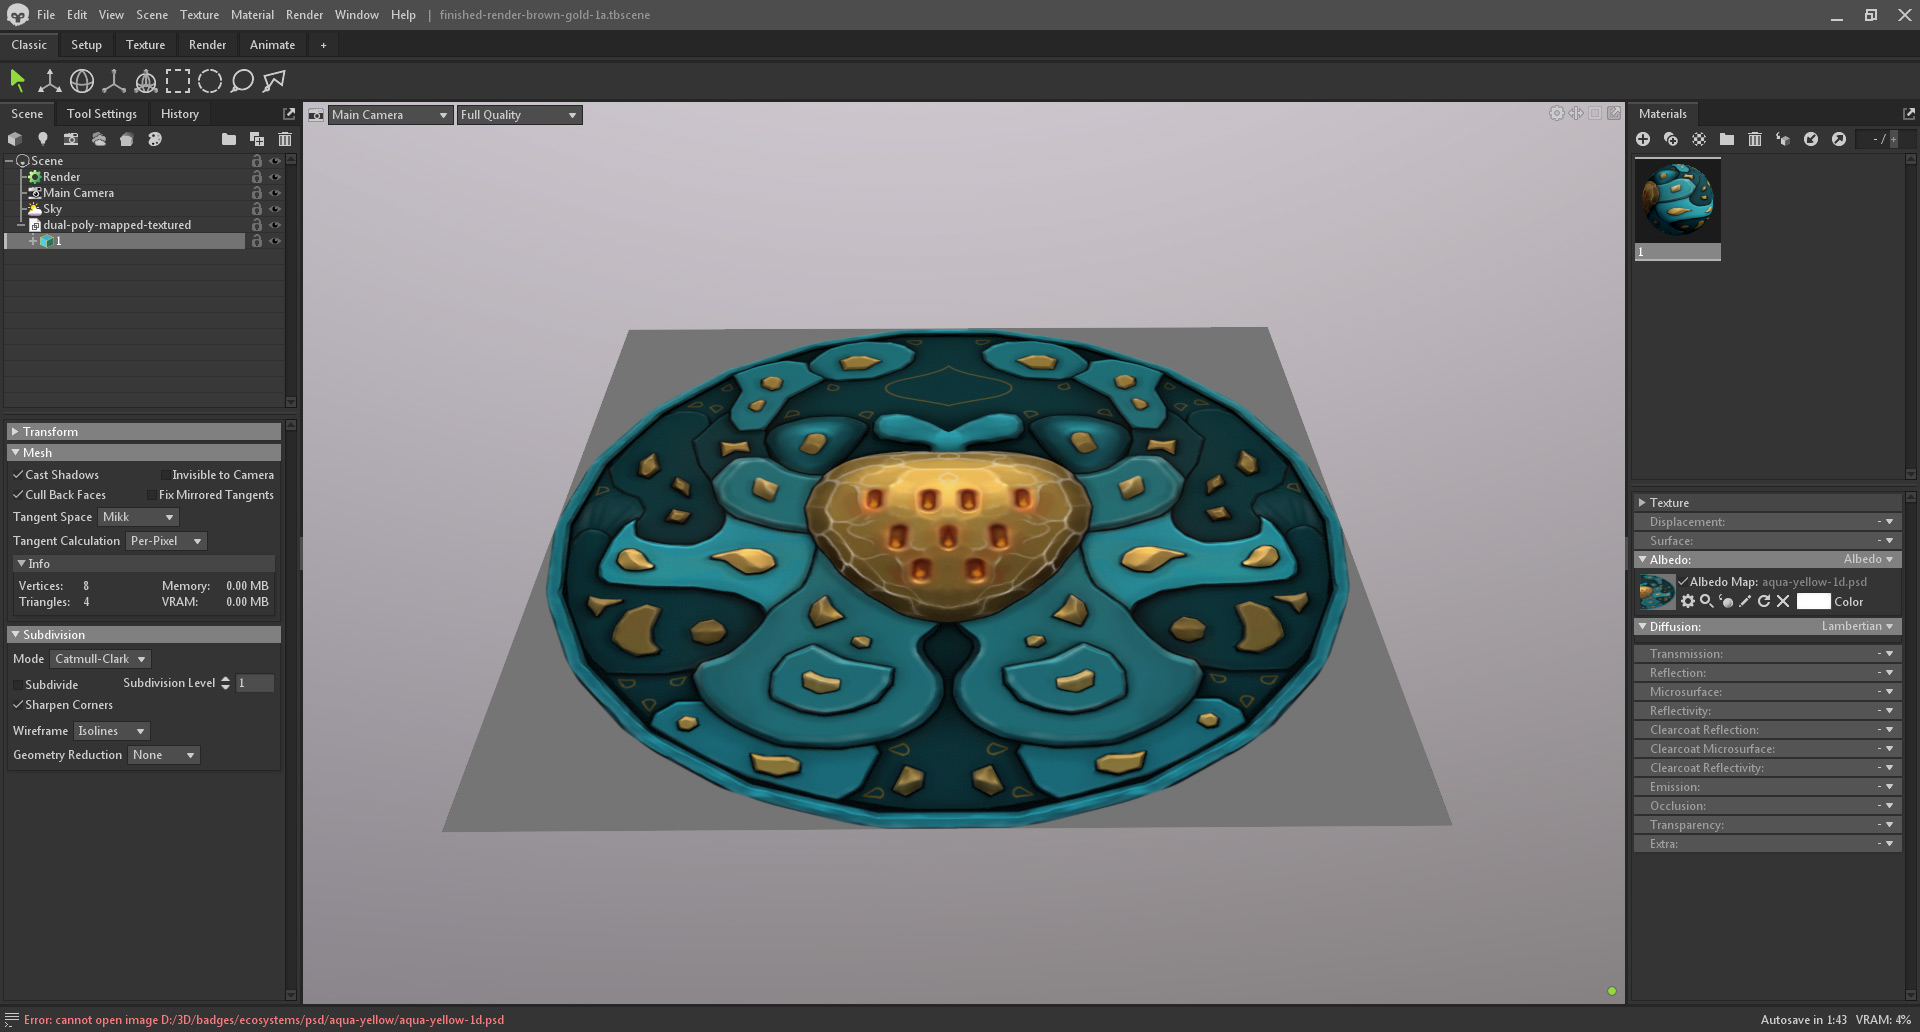 File Edit View Scene Texture Material Render Window Help | finished-render-brown-gold-1a.tbscene
Classic Setup Texture Render Animate +
Scene Tool Settings History
Main Camera Full Quality
Materials
- / +
Scene
Render
Main Camera
Sky
dual-poly-mapped-textured
1
1
Transform
Mesh
Cast Shadows Invisible to Camera
Cull Back Faces Fix Mirrored Tangents
Tangent Space Mikk
Tangent Calculation Per-Pixel
Info
Vertices: 8 Memory: 0.00 MB
Triangles: 4 VRAM: 0.00 MB
Subdivision
Mode Catmull-Clark
Subdivide Subdivision Level 1
Sharpen Corners
Wireframe Isolines
Geometry Reduction None
Texture
Displacement: -
Surface: -
Albedo: Albedo
Albedo Map: aqua-yellow-1d.psd
Color
Diffusion: Lambertian
Transmission: -
Reflection: -
Microsurface: -
Reflectivity: -
Clearcoat Reflection: -
Clearcoat Microsurface: -
Clearcoat Reflectivity: -
Emission: -
Occlusion: -
Transparency: -
Extra: -
Error: cannot open image D:/3D/badges/ecosystems/psd/aqua-yellow/aqua-yellow-1d.psd
Autosave in 1:43 VRAM: 4%